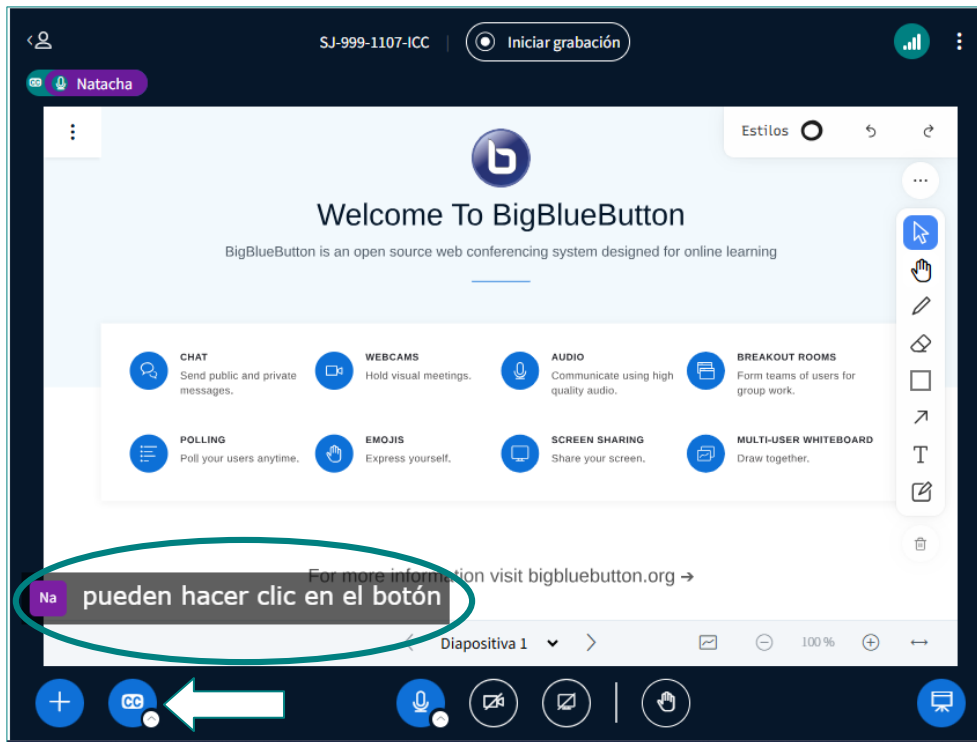 SJ-999-1107-ICC
Iniciar grabación
Natacha
Estilos
b
Welcome To BigBlueButton
BigBlueButton is an open source web conferencing system designed for online learning
CHAT
Send public and private
messages.
WEBCAMS
Hold visual meetings.
AUDIO
Communicate using high
quality audio.
BREAKOUT ROOMS
Form teams of users for
group work.
POLLING
Poll your users anytime.
EMOJIS
Express yourself.
SCREEN SHARING
Share your screen.
MULTI-USER WHITEBOARD
Draw together.
T
For more information visit bigbluebutton.org →
Na pueden hacer clic en el botón
Diapositiva 1
100 %
CC